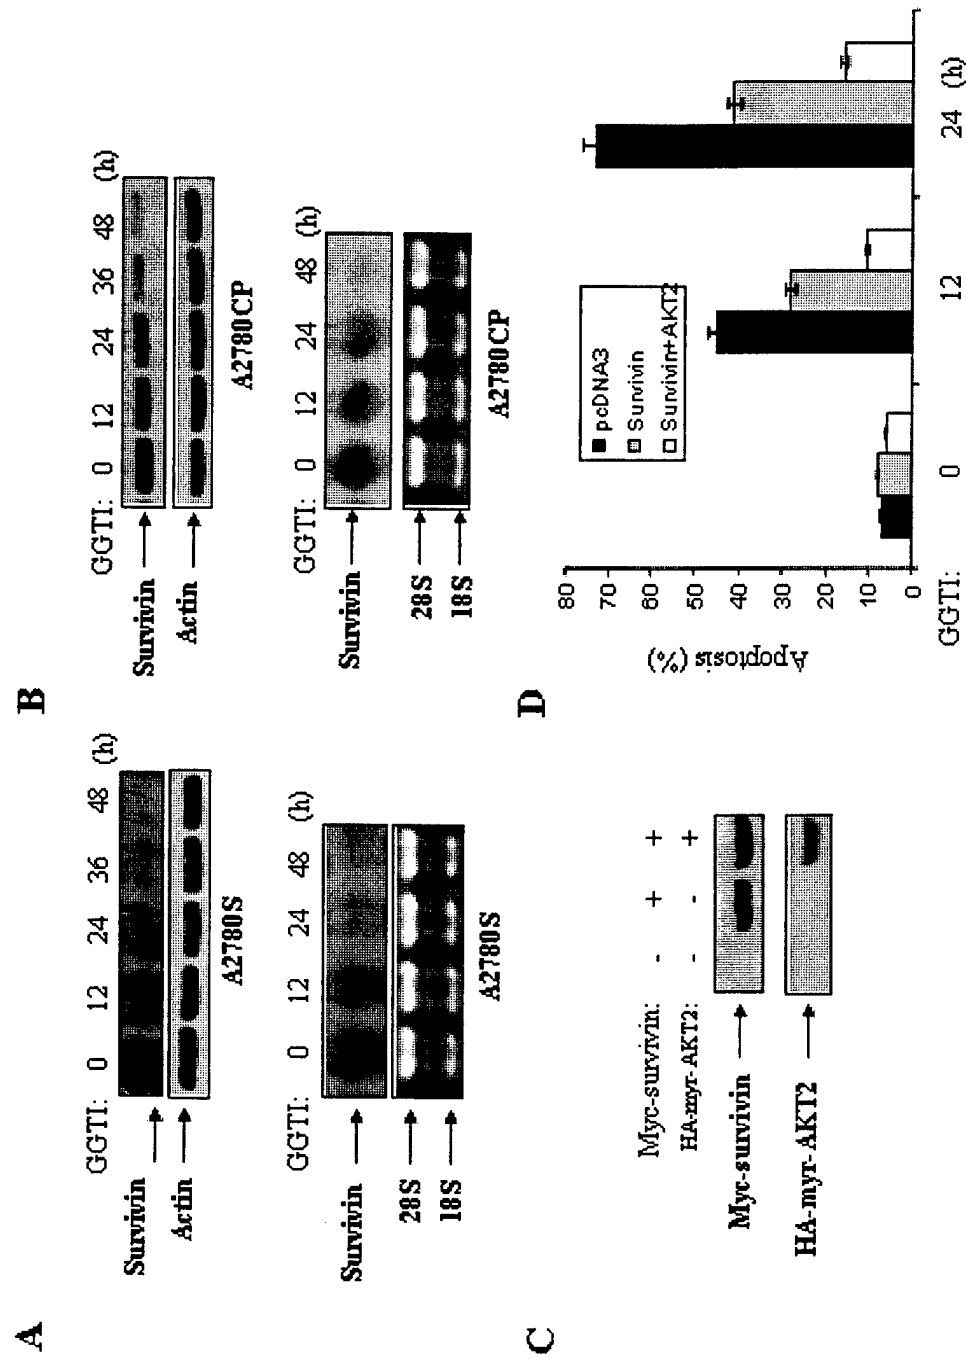 A
GGTI: 0 12 24 36 48 (h)
Survivin
Actin
A2780S
GGTI: 0 12 24 48 (h)
Survivin
28S
18S
A2780S
B
GGTI: 0 12 24 36 48 (h)
Survivin
Actin
A2780CP
GGTI: 0 12 24 48 (h)
Survivin
28S
18S
A2780CP
C
Myc-survivin: - + +
HA-myr-AKT2: - - +
Myc-survivin
HA-myr-AKT2
D
Apoptosis (%)
80
70
60
50
40
30
20
10
0
pcDNA3
Survivin
Survivin+AKT2
GGTI: 0 12 24 (h)